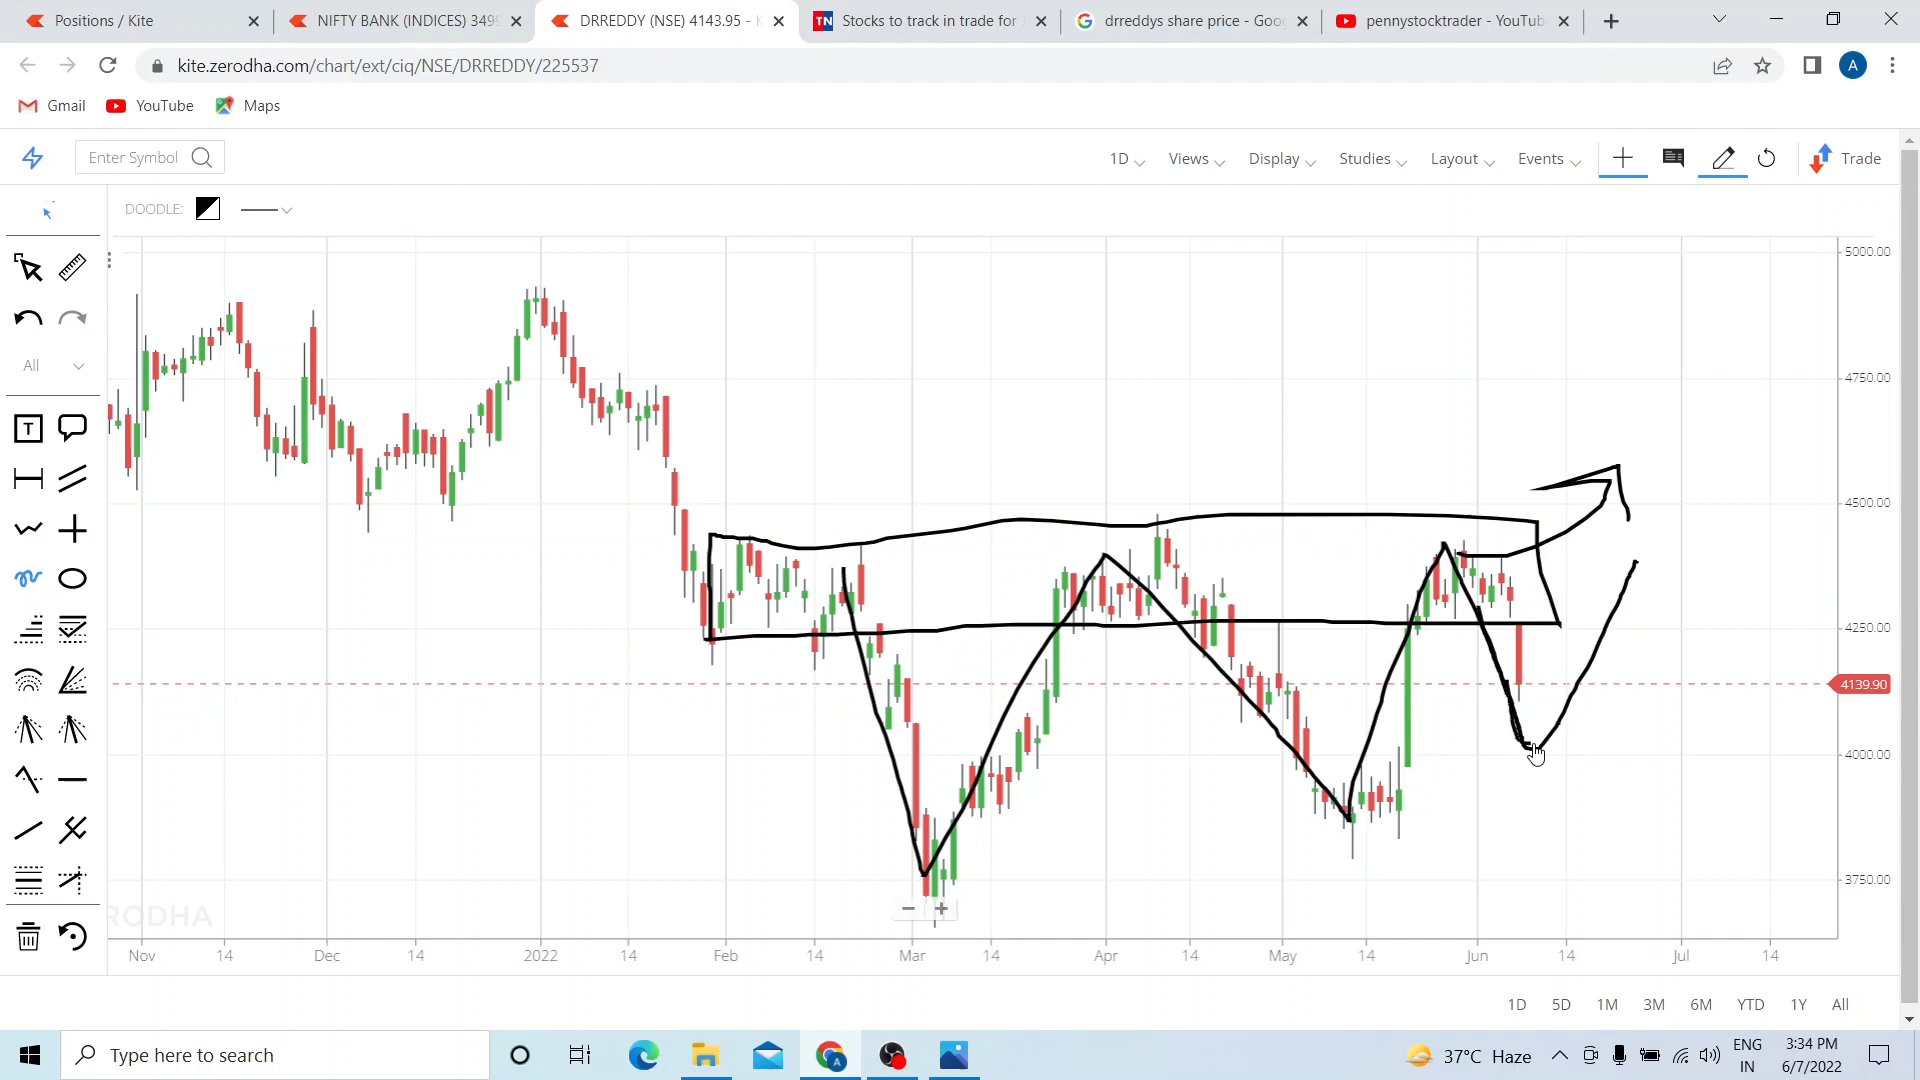 Positions / Kite
NIFTY BANK (INDICES) 349
DRREDDY (NSE) 4143.95 - K
TN Stocks to track in trade for
drreddys share price - Goo
pennystocktrader - YouTub
kite.zerodha.com/chart/ext/ciq/NSE/DRREDDY/225537
A
Gmail YouTube Maps
Enter Symbol
1D Views Display Studies Layout Events Trade
DOODLE:
All
T
5000.00
4750.00
4500.00
4250.00
4139.90
4000.00
3750.00
− +
RODHA
Nov 14 Dec 14 2022 14 Feb 14 Mar 14 Apr 14 May 14 Jun 14 Jul 14
1D 5D 1M 3M 6M YTD 1Y All
Type here to search
A
37°C Haze
ENG
IN
3:34 PM
6/7/2022